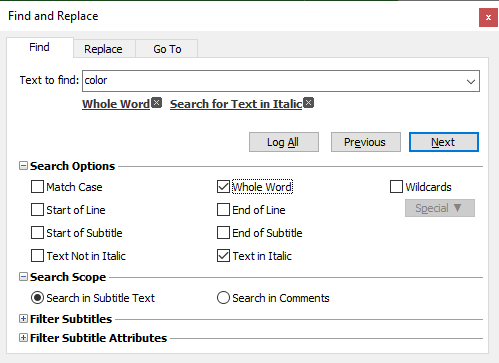 Find and Replace x
Find Replace Go To
Text to find: color
Whole Word Search for Text in Italic
Log All Previous Next
Search Options
Match Case Whole Word Wildcards
Start of Line End of Line Special ▼
Start of Subtitle End of Subtitle
Text Not in Italic Text in Italic
Search Scope
Search in Subtitle Text Search in Comments
Filter Subtitles
Filter Subtitle Attributes